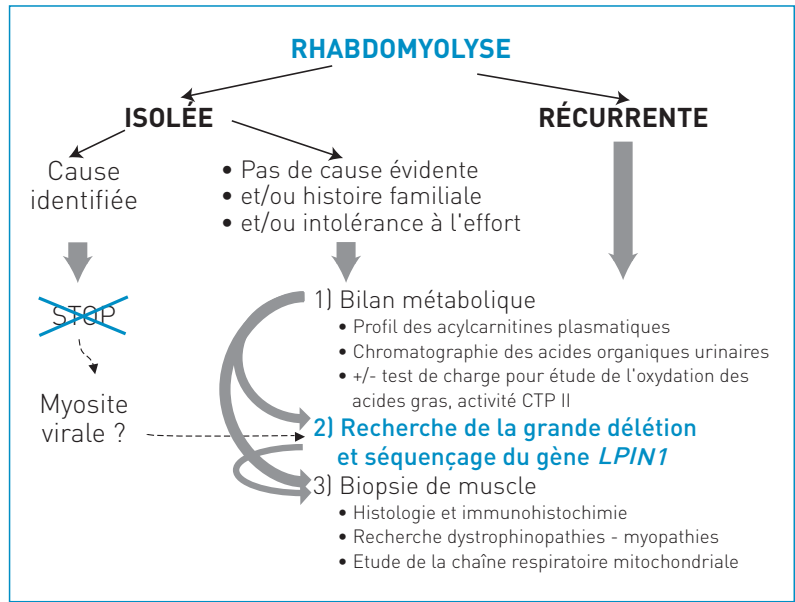 RHABDOMYOLYSE
ISOLÉE
RÉCURRENTE
Cause
identifiée
• Pas de cause évidente
• et/ou histoire familiale
• et/ou intolérance à l'effort
STOP
Myosite
virale ?
1) Bilan métabolique
• Profil des acylcarnitines plasmatiques
• Chromatographie des acides organiques urinaires
• +/- test de charge pour étude de l'oxydation des
acides gras, activité CTP II
2) Recherche de la grande délétion
et séquençage du gène LPIN1
3) Biopsie de muscle
• Histologie et immunohistochimie
• Recherche dystrophinopathies - myopathies
• Etude de la chaîne respiratoire mitochondriale